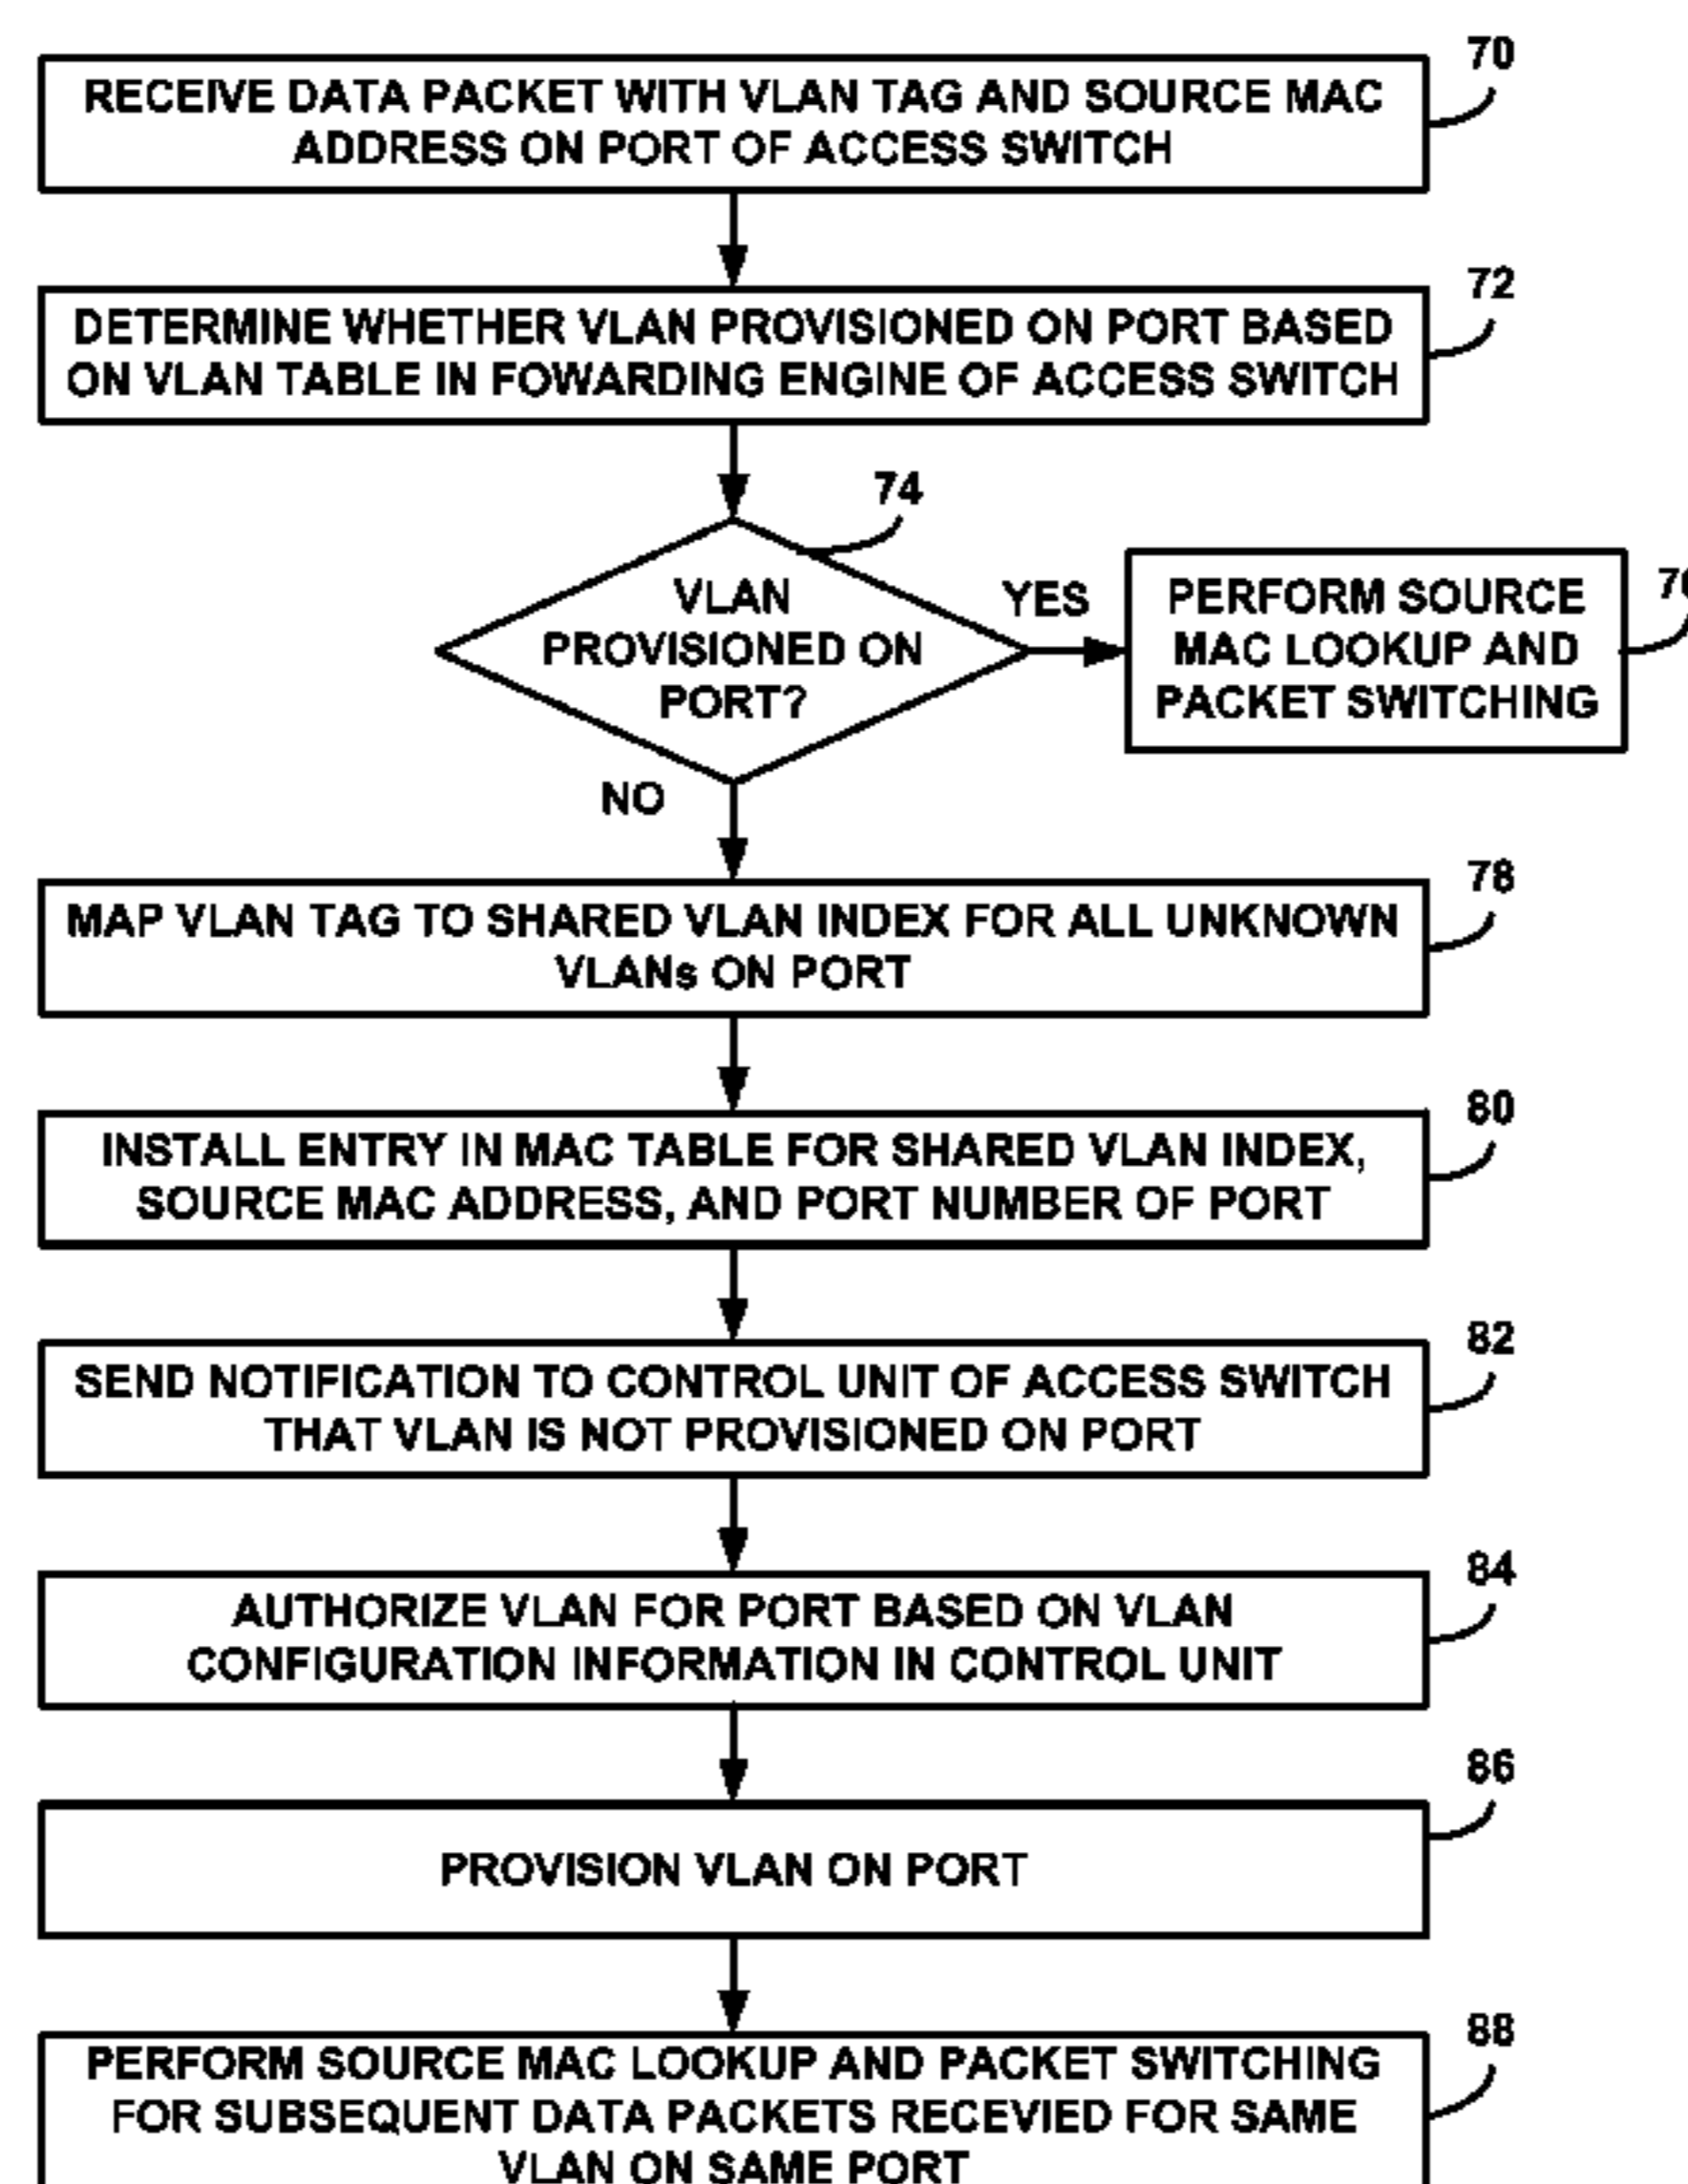 70
RECEIVE DATA PACKET WITH VLAN TAG AND SOURCE MAC
ADDRESS ON PORT OF ACCESS SWITCH
72
DETERMINE WHETHER VLAN PROVISIONED ON PORT BASED
ON VLAN TABLE IN FOWARDING ENGINE OF ACCESS SWITCH
74
VLAN
PROVISIONED ON
PORT?
YES
PERFORM SOURCE
MAC LOOKUP AND
PACKET SWITCHING
NO
78
MAP VLAN TAG TO SHARED VLAN INDEX FOR ALL UNKNOWN
VLANs ON PORT
80
INSTALL ENTRY IN MAC TABLE FOR SHARED VLAN INDEX,
SOURCE MAC ADDRESS, AND PORT NUMBER OF PORT
82
SEND NOTIFICATION TO CONTROL UNIT OF ACCESS SWITCH
THAT VLAN IS NOT PROVISIONED ON PORT
84
AUTHORIZE VLAN FOR PORT BASED ON VLAN
CONFIGURATION INFORMATION IN CONTROL UNIT
86
PROVISION VLAN ON PORT
88
PERFORM SOURCE MAC LOOKUP AND PACKET SWITCHING
FOR SUBSEQUENT DATA PACKETS RECEVIED FOR SAME
VLAN ON SAME PORT